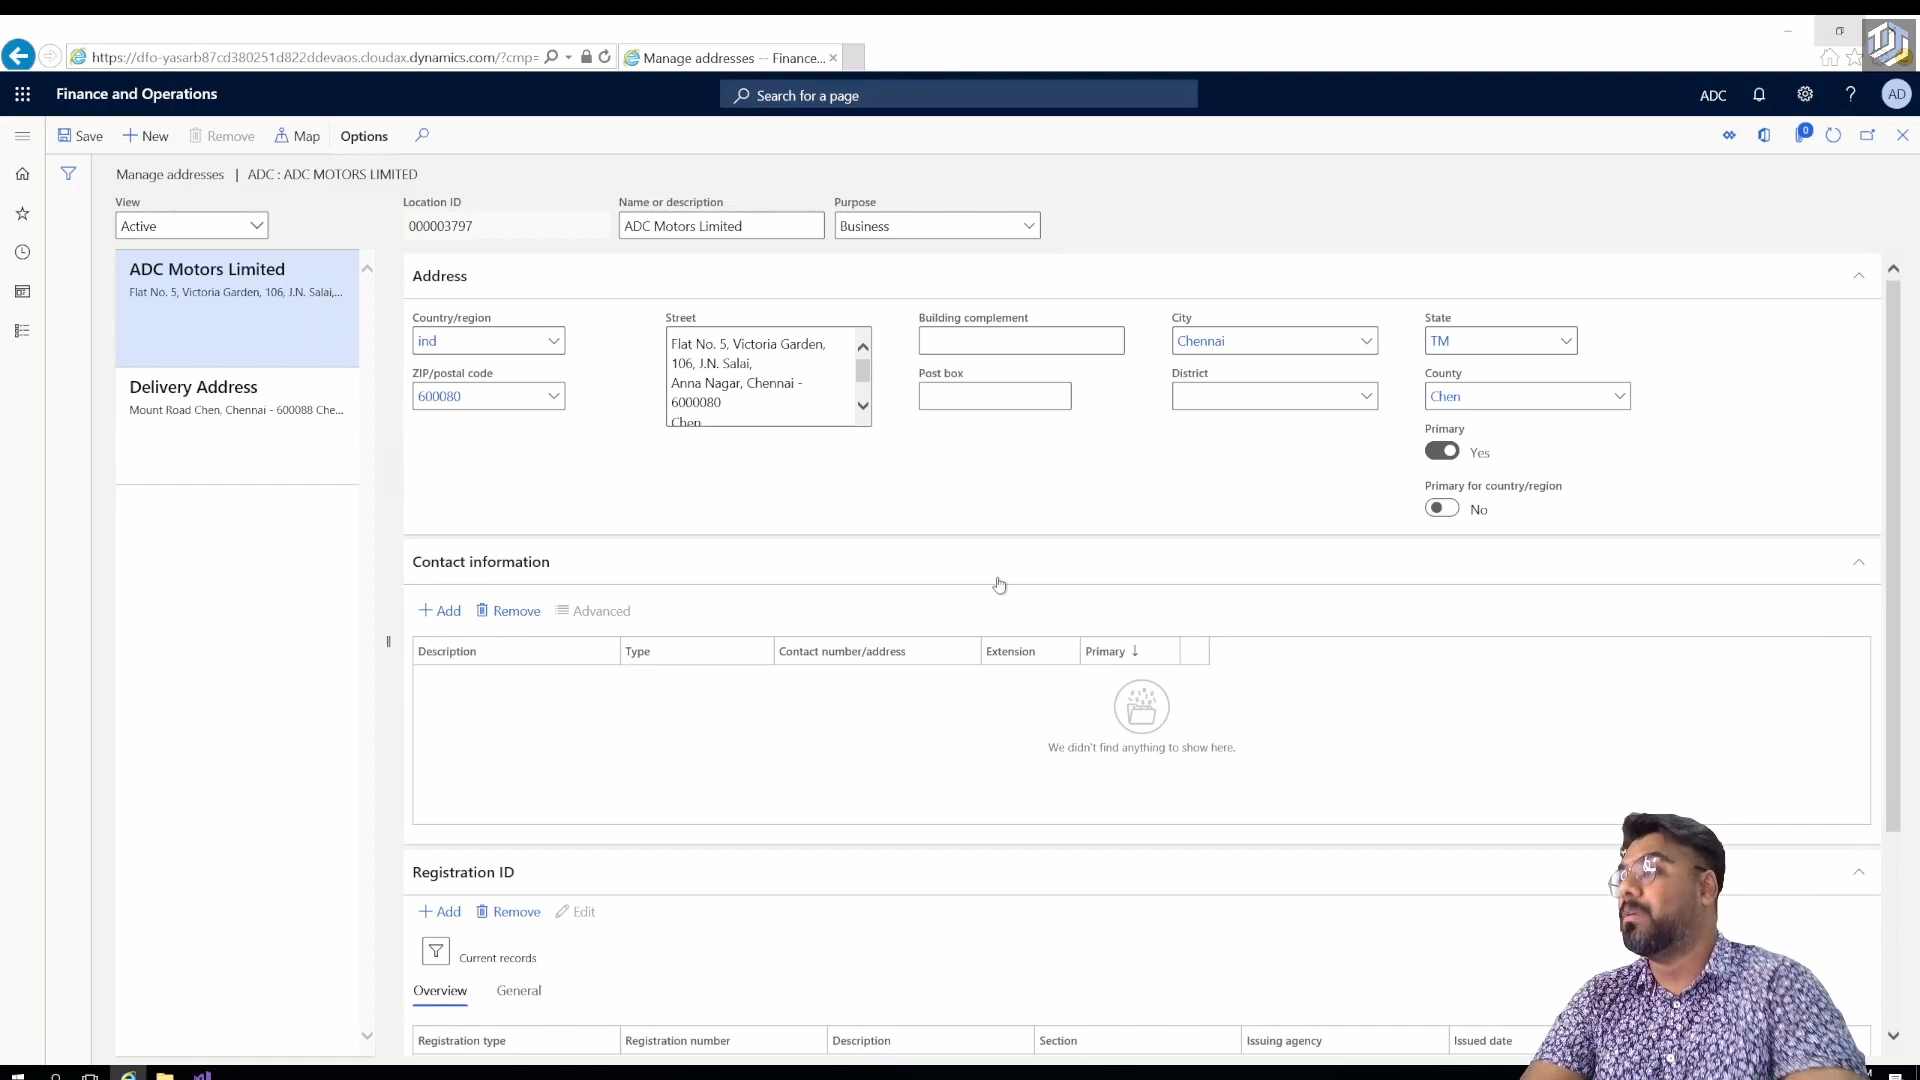 https://dfo-yasarb87cd380251d822ddevaos.cloudax.dynamics.com/?cmp=
Manage addresses -- Finance...
Finance and Operations
Search for a page
ADC
AD
Save
New
Remove
Map
Options
0
Manage addresses | ADC : ADC MOTORS LIMITED
View
Location ID
Name or description
Purpose
Active
000003797
ADC Motors Limited
Business
ADC Motors Limited
Flat No. 5, Victoria Garden, 106, J.N. Salai,...
Delivery Address
Mount Road Chen, Chennai - 600088 Che...
Address
Country/region
ind
ZIP/postal code
600080
Street
Flat No. 5, Victoria Garden,
106, J.N. Salai,
Anna Nagar, Chennai -
6000080
Chen
Building complement
Post box
City
Chennai
District
State
TM
County
Chen
Primary
Yes
Primary for country/region
No
Contact information
Add
Remove
Advanced
Description
Type
Contact number/address
Extension
Primary
We didn't find anything to show here.
Registration ID
Add
Remove
Edit
Current records
Overview
General
Registration type
Registration number
Description
Section
Issuing agency
Issued date